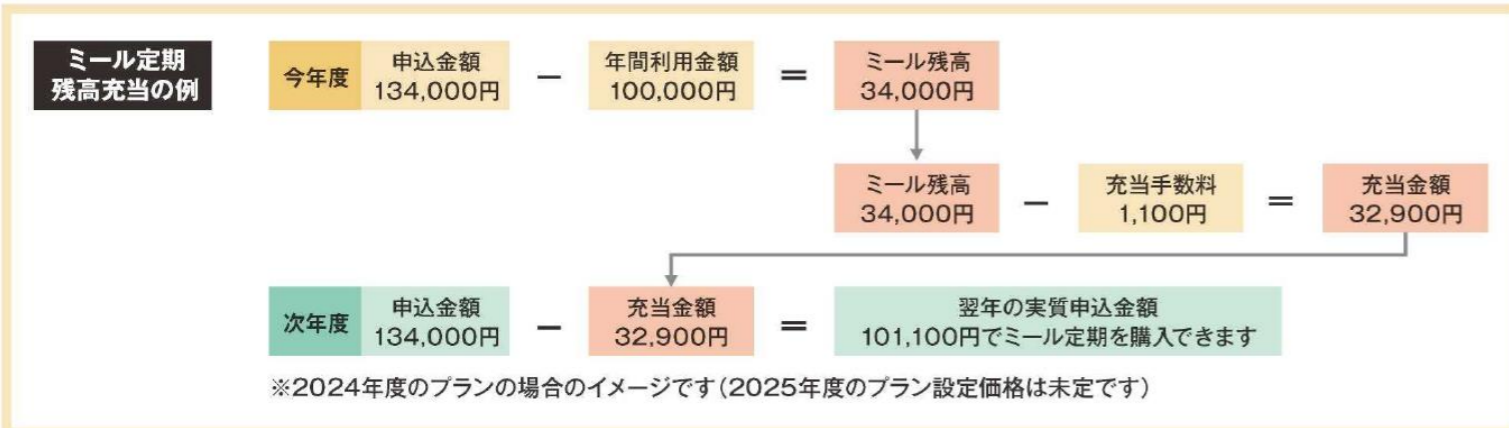 ミール定期
残高充当の例
今年度
申込金額
134,000円
－
年間利用金額
100,000円
＝
ミール残高
34,000円
ミール残高
34,000円
－
充当手数料
1,100円
＝
充当金額
32,900円
次年度
申込金額
134,000円
－
充当金額
32,900円
＝
翌年の実質申込金額
101,100円でミール定期を購入できます
※2024年度のプランの場合のイメージです（2025年度のプラン設定価格は未定です）